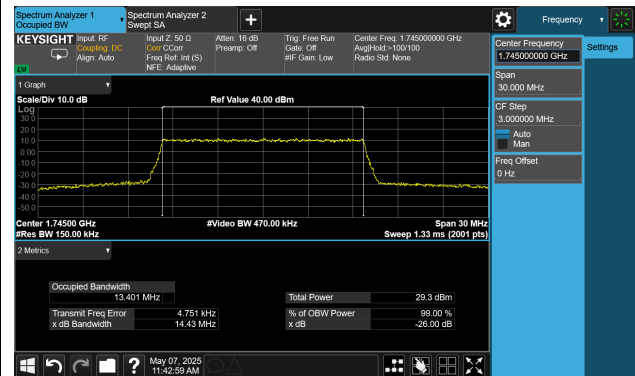 Spectrum Analyzer 1
Occupied BW
Spectrum Analyzer 2
Swept SA
+
Frequency
KEYSIGHT
Input: RF
Coupling: DC
Align: Auto
Input Z: 50 Ω
Corr CCorr
Freq Ref: Int (S)
NFE: Adaptive
Atten: 16 dB
Preamp: Off
Trig: Free Run
Gate: Off
#IF Gain: Low
Center Freq: 1.745000000 GHz
Avg|Hold:>100/100
Radio Std: None
Center Frequency
1.745000000 GHz
Settings
Span
30.000 MHz
CF Step
3.000000 MHz
Auto
Man
Freq Offset
0 Hz
1 Graph
Scale/Div 10.0 dB
Ref Value 40.00 dBm
Log
30.0
20.0
10.0
0.00
-10.0
-20.0
-30.0
-40.0
-50.0
Center 1.74500 GHz
#Video BW 470.00 kHz
Span 30 MHz
#Res BW 150.00 kHz
Sweep 1.33 ms (2001 pts)
2 Metrics
Occupied Bandwidth
13.401 MHz
Total Power 29.3 dBm
Transmit Freq Error 4.751 kHz
% of OBW Power 99.00 %
x dB Bandwidth 14.43 MHz
x dB -26.00 dB
?
May 07, 2025
11:42:59 AM